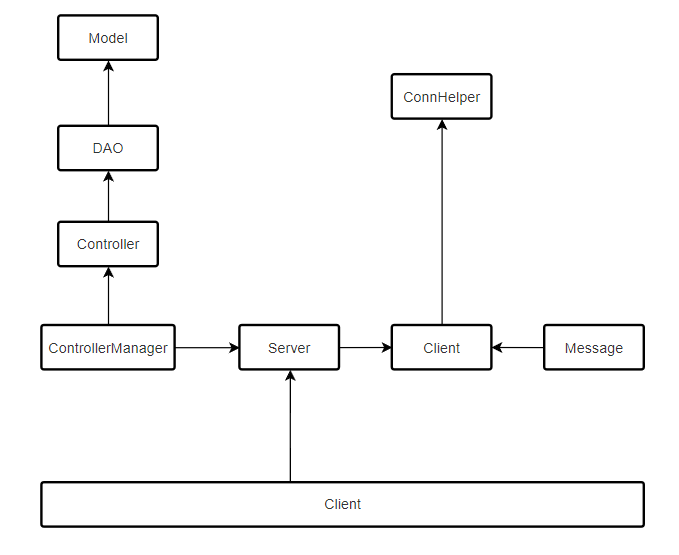 Model
ConnHelper
DAO
Controller
ControllerManager
Server
Client
Message
Client